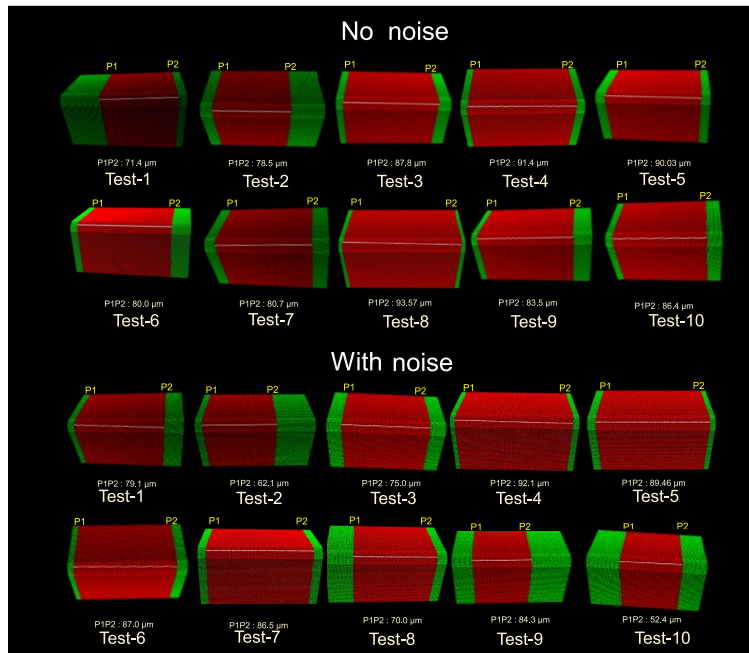 No noise
P1 P2 P1 P2 P1 P2 P1 P2 P1 P2
P1P2 : 71.4 µm P1P2 : 78.5 µm P1P2 : 87.8 µm P1P2 : 91.4 µm P1P2 : 90.03 µm
Test-1 Test-2 Test-3 Test-4 Test-5
P1 P2 P1 P2 P1 P2 P1 P2 P1 P2
P1P2 : 80.0 µm P1P2 : 80.7 µm P1P2 : 93.57 µm P1P2 : 83.5 µm P1P2 : 86.4 µm
Test-6 Test-7 Test-8 Test-9 Test-10
With noise
P1 P2 P1 P2 P1 P2 P1 P2 P1 P2
P1P2 : 79.1 µm P1P2 : 62.1 µm P1P2 : 75.0 µm P1P2 : 92.1 µm P1P2 : 89.46 µm
Test-1 Test-2 Test-3 Test-4 Test-5
P1 P2 P1 P2 P1 P2 P1 P2 P1 P2
P1P2 : 87.0 µm P1P2 : 86.5 µm P1P2 : 70.0 µm P1P2 : 84.3 µm P1P2 : 52.4 µm
Test-6 Test-7 Test-8 Test-9 Test-10